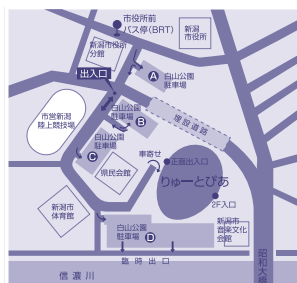 市役所前
バス停(BRT)
新潟市役所
分館
新潟
市役所
A
白山公園
駐車場
出入口
白山公園
駐車場
B
埋設道路
市営新潟
陸上競技場
白山公園
駐車場
C
車寄せ
正面出入口
県民会館
りゅーとぴあ
2F入口
新潟市
体育館
白山公園
駐車場
D
新潟市
音楽文化
会館
臨時出口
昭和大橋
信濃川